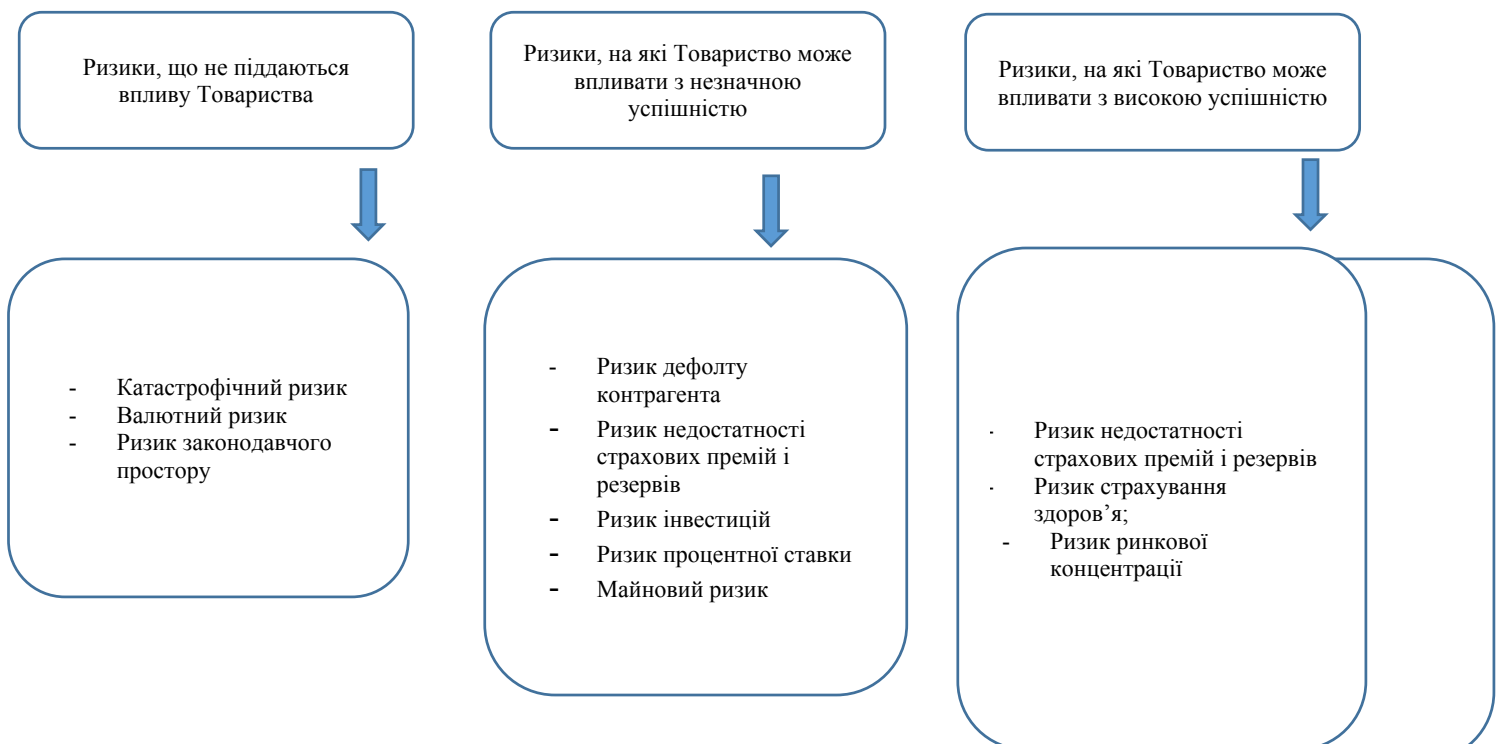 Ризики, що не піддаються
впливу Товариства
Ризики, на які Товариство може
впливати з незначною
успішністю
Ризики, на які Товариство може
впливати з високою успішністю
- Катастрофічний ризик
- Валютний ризик
- Ризик законодавчого
простору
- Ризик дефолту
контрагента
- Ризик недостатності
страхових премій і
резервів
- Ризик інвестицій
- Ризик процентної ставки
- Майновий ризик
- Ризик недостатності
страхових премій і резервів
- Ризик страхування
здоров’я;
- Ризик ринкової
концентрації